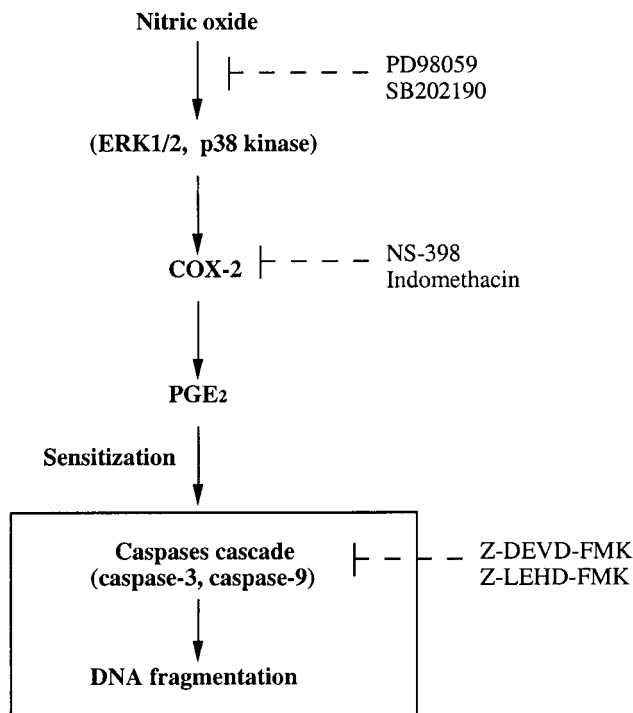 Nitric oxide
PD98059
SB202190
(ERK1/2, p38 kinase)
COX-2
NS-398
Indomethacin
PGE2
Sensitization
Caspases cascade
(caspase-3, caspase-9)
Z-DEVD-FMK
Z-LEHD-FMK
DNA fragmentation